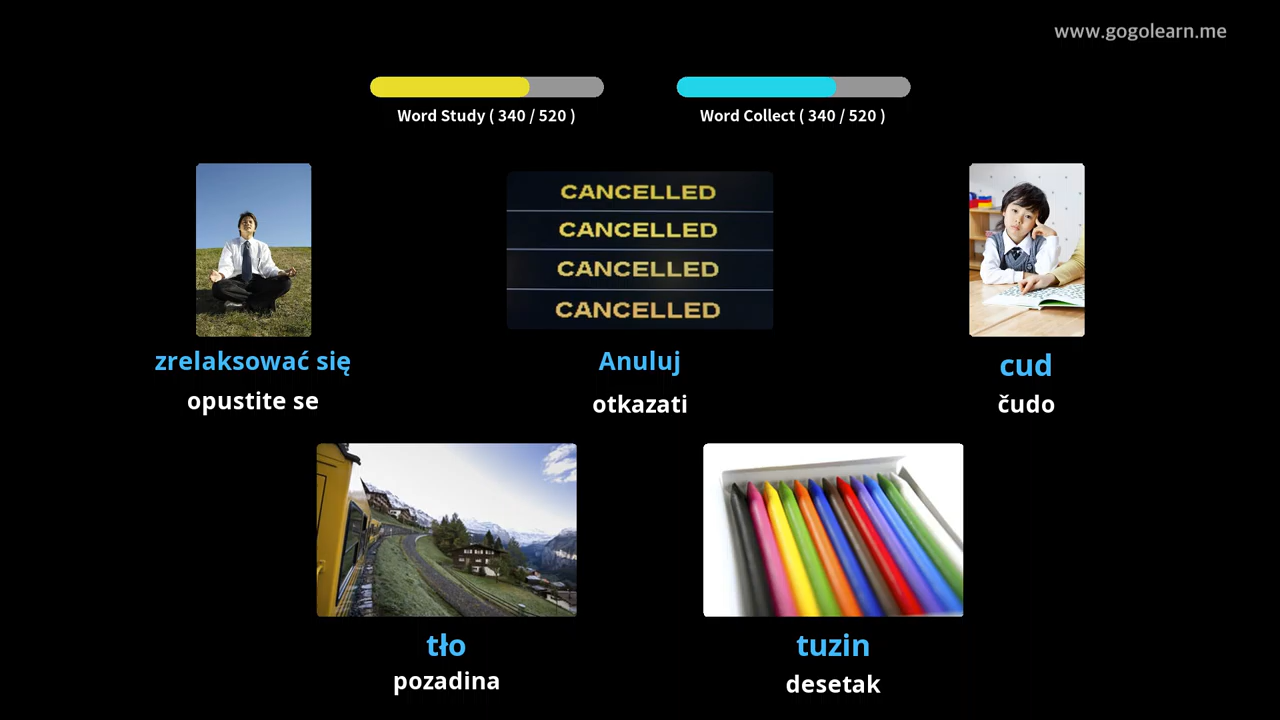 www.gogolearn.me
Word Study ( 340 / 520 )
Word Collect ( 340 / 520 )
CANCELLED
CANCELLED
CANCELLED
CANCELLED
zrelaksować się
opustite se
Anuluj
otkazati
cud
čudo
tło
pozadina
tuzin
desetak